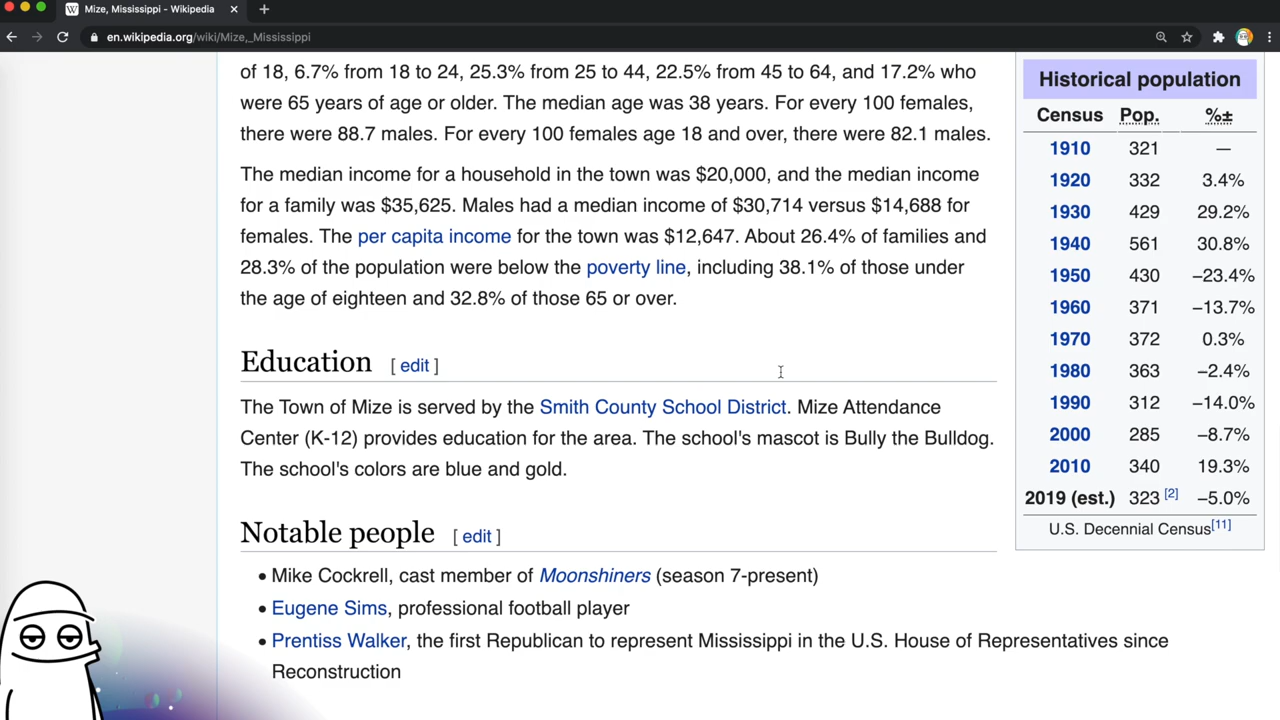 Mize, Mississippi - Wikipedia
en.wikipedia.org/wiki/Mize,_Mississippi
of 18, 6.7% from 18 to 24, 25.3% from 25 to 44, 22.5% from 45 to 64, and 17.2% who
were 65 years of age or older. The median age was 38 years. For every 100 females,
there were 88.7 males. For every 100 females age 18 and over, there were 82.1 males.
The median income for a household in the town was $20,000, and the median income
for a family was $35,625. Males had a median income of $30,714 versus $14,688 for
females. The per capita income for the town was $12,647. About 26.4% of families and
28.3% of the population were below the poverty line, including 38.1% of those under
the age of eighteen and 32.8% of those 65 or over.
Education [ edit ]
The Town of Mize is served by the Smith County School District. Mize Attendance
Center (K-12) provides education for the area. The school's mascot is Bully the Bulldog.
The school's colors are blue and gold.
Notable people [ edit ]
• Mike Cockrell, cast member of Moonshiners (season 7-present)
• Eugene Sims, professional football player
• Prentiss Walker, the first Republican to represent Mississippi in the U.S. House of Representatives since
Reconstruction
Historical population
Census Pop. %±
1910 321 —
1920 332 3.4%
1930 429 29.2%
1940 561 30.8%
1950 430 −23.4%
1960 371 −13.7%
1970 372 0.3%
1980 363 −2.4%
1990 312 −14.0%
2000 285 −8.7%
2010 340 19.3%
2019 (est.) 323 [2] −5.0%
U.S. Decennial Census[11]